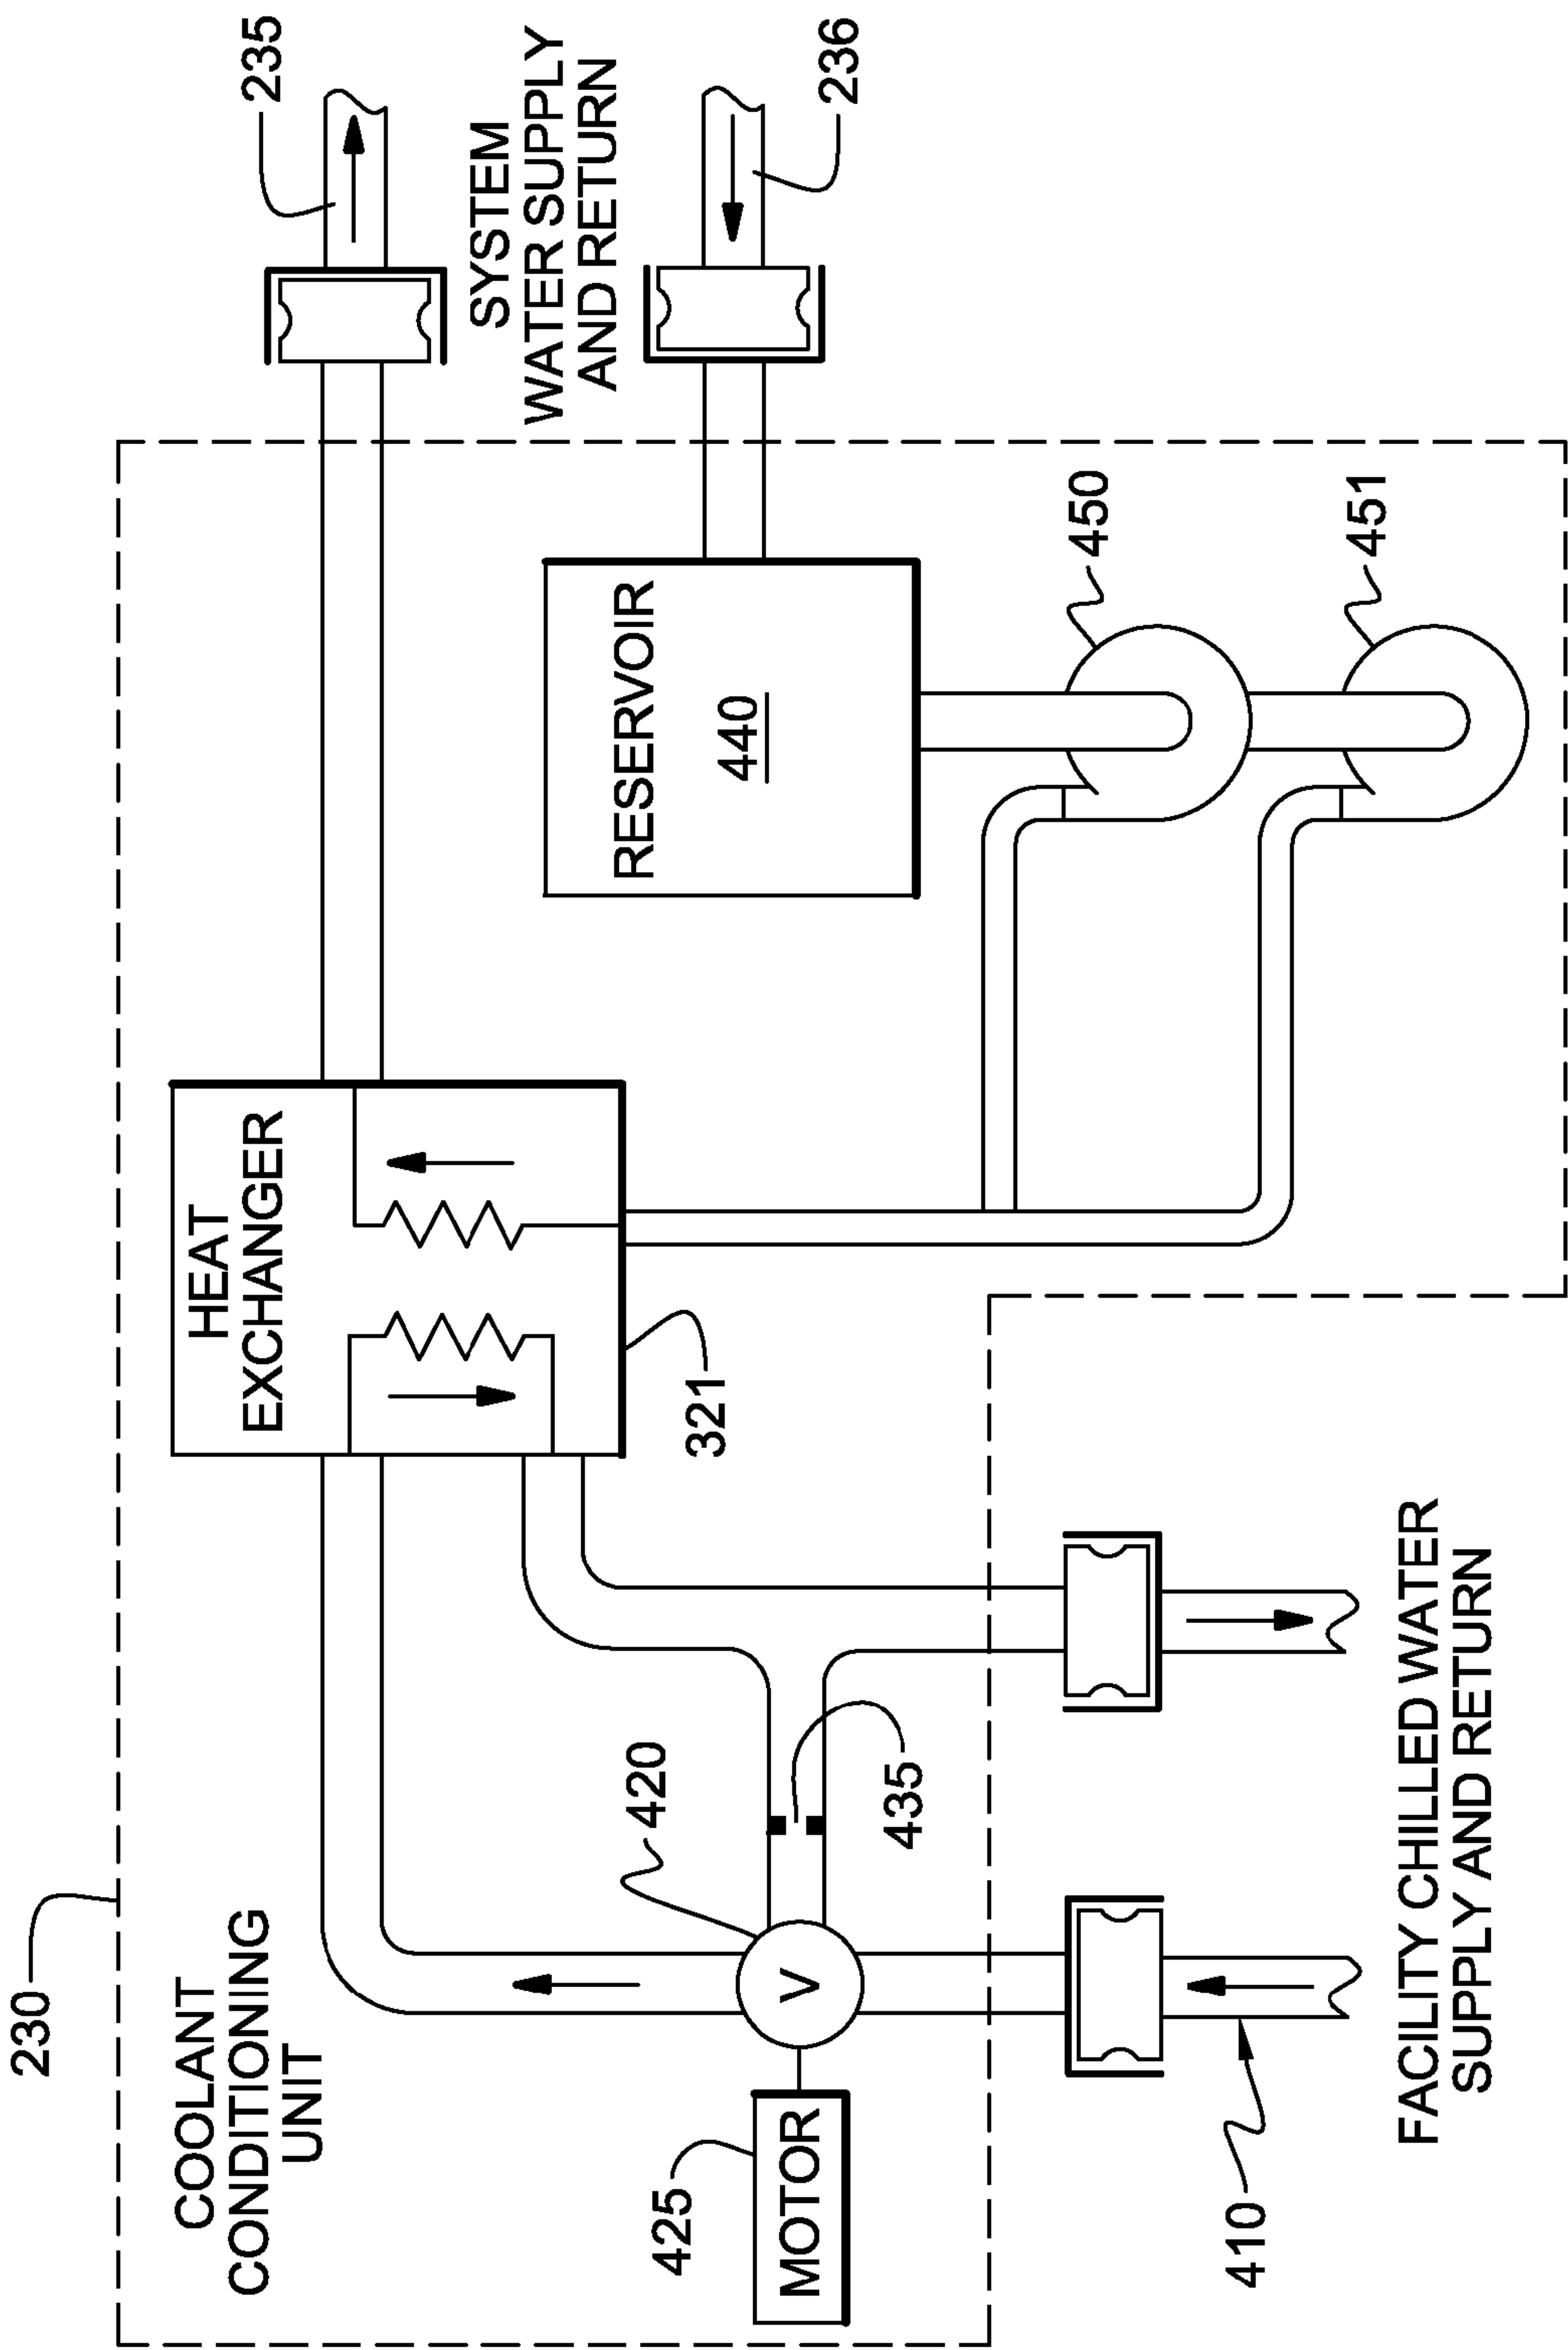 230
COOLANT
CONDITIONING
UNIT
HEAT
EXCHANGER
235
SYSTEM
WATER SUPPLY
AND RETURN
236
RESERVOIR
440
450
451
321
420
435
V
425
MOTOR
410
FACILITY CHILLED WATER
SUPPLY AND RETURN